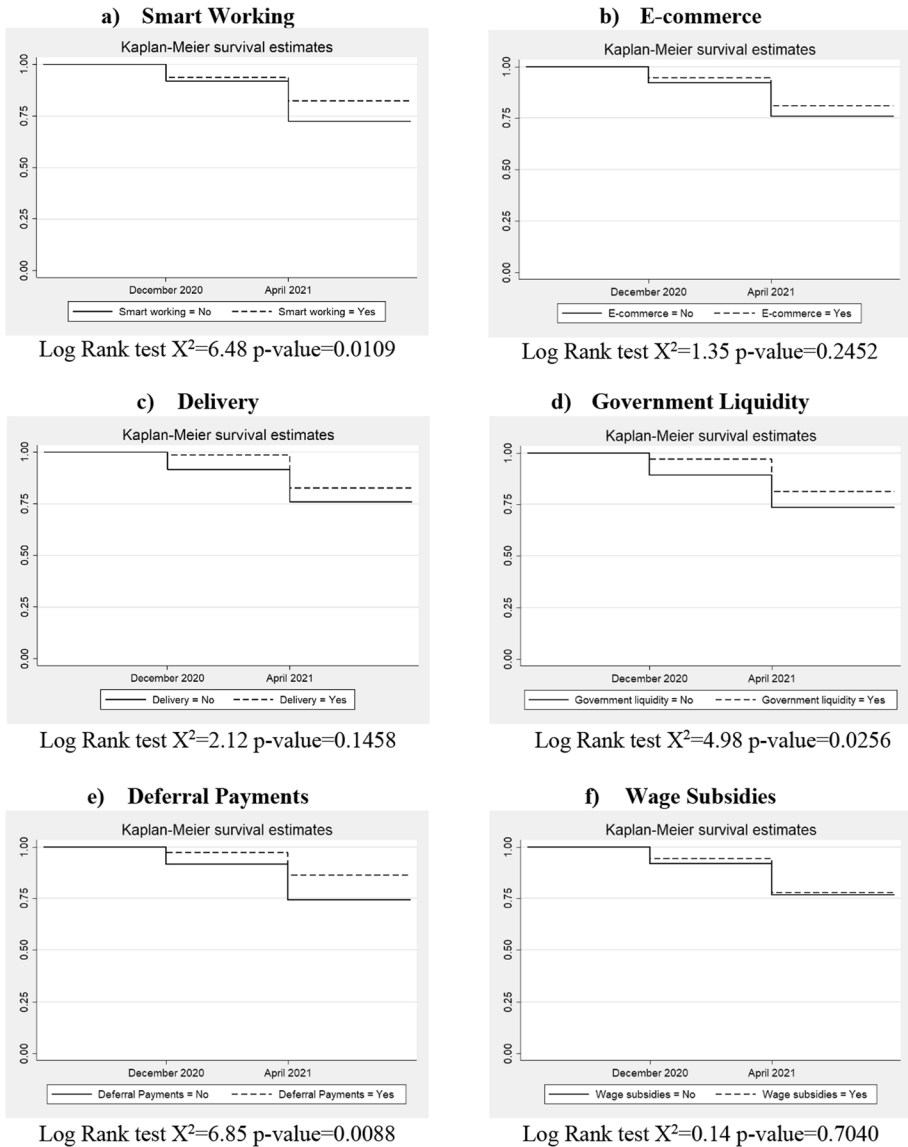 a) Smart Working
Kaplan-Meier survival estimates
1.00
0.75
0.50
0.25
0.00
December 2020 April 2021
Smart working = No Smart working = Yes
Log Rank test X²=6.48 p-value=0.0109
b) E-commerce
Kaplan-Meier survival estimates
1.00
0.75
0.50
0.25
0.00
December 2020 April 2021
E-commerce = No E-commerce = Yes
Log Rank test X²=1.35 p-value=0.2452
c) Delivery
Kaplan-Meier survival estimates
1.00
0.75
0.50
0.25
0.00
December 2020 April 2021
Delivery = No Delivery = Yes
Log Rank test X²=2.12 p-value=0.1458
d) Government Liquidity
Kaplan-Meier survival estimates
1.00
0.75
0.50
0.25
0.00
December 2020 April 2021
Government liquidity = No Government liquidity = Yes
Log Rank test X²=4.98 p-value=0.0256
e) Deferral Payments
Kaplan-Meier survival estimates
1.00
0.75
0.50
0.25
0.00
December 2020 April 2021
Deferral Payments = No Deferral Payments = Yes
Log Rank test X²=6.85 p-value=0.0088
f) Wage Subsidies
Kaplan-Meier survival estimates
1.00
0.75
0.50
0.25
0.00
December 2020 April 2021
Wage subsidies = No Wage subsidies = Yes
Log Rank test X²=0.14 p-value=0.7040